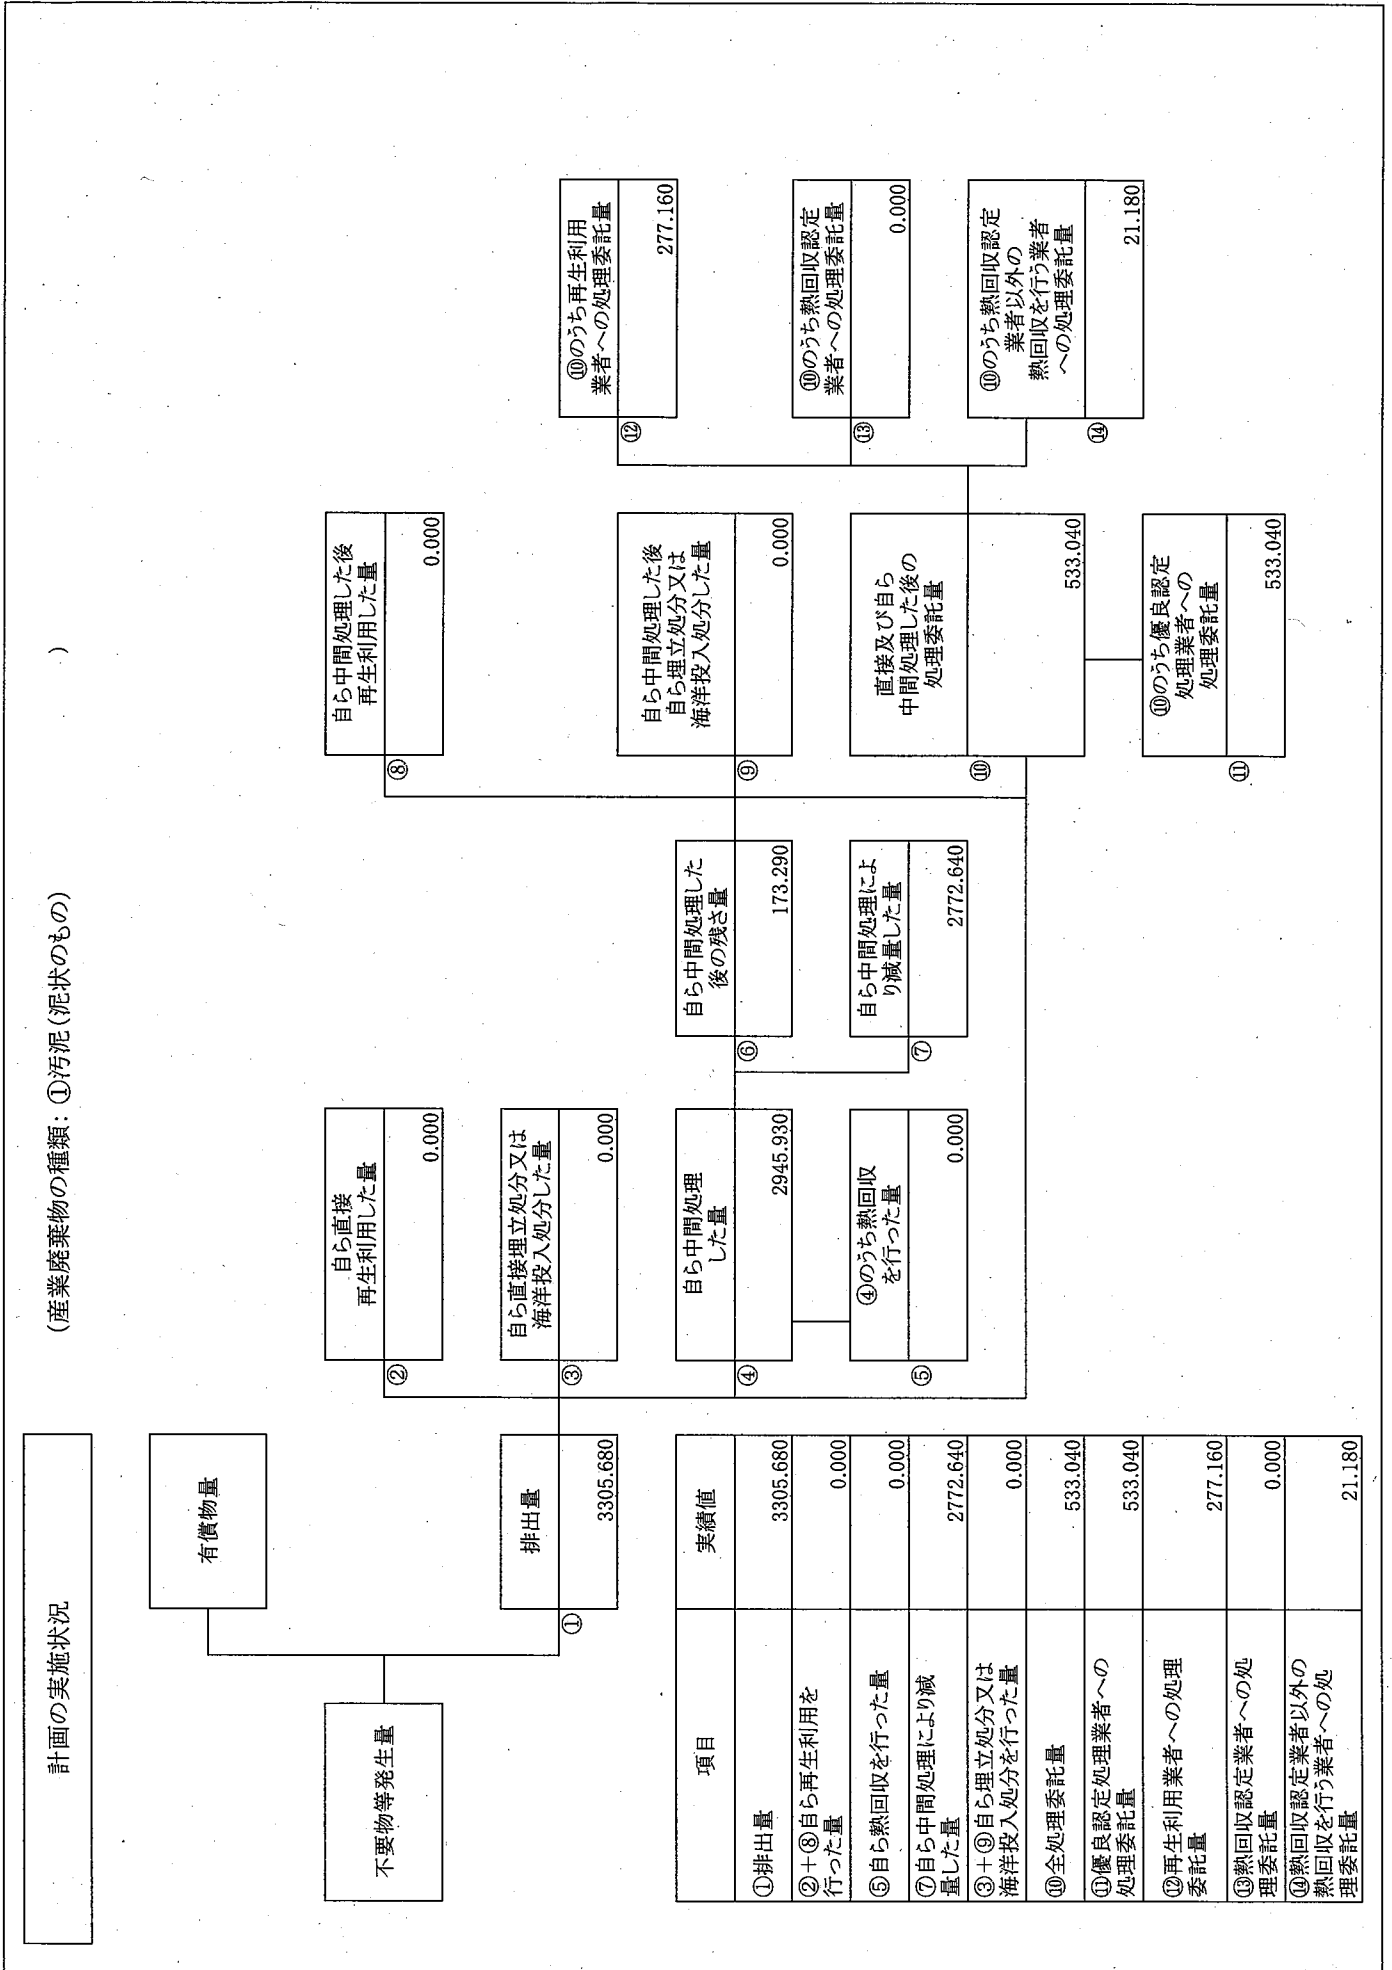 計画の実施状況
(産業廃棄物の種類：①汚泥(泥状のもの)
)
不要物等発生量
有償物量
排出量
①
3305.680
自ら直接
再生利用した量
②
0.000
自ら直接埋立処分又は
海洋投入処分した量
③
0.000
自ら中間処理
した量
④
2945.930
④のうち熱回収
を行った量
⑤
0.000
自ら中間処理した
後の残さ量
⑥
173.290
自ら中間処理によ
り減量した量
⑦
2772.640
自ら中間処理した後
再生利用した量
⑧
0.000
自ら中間処理した後
自ら埋立処分又は
海洋投入処分した量
⑨
0.000
直接及び自ら
中間処理した後の
処理委託量
⑩
533.040
⑩のうち優良認定
処理業者への
処理委託量
⑪
533.040
⑩のうち再生利用
業者への処理委託量
⑫
277.160
⑩のうち熱回収認定
業者への処理委託量
⑬
0.000
⑩のうち熱回収認定
業者以外の
熱回収を行う業者
への処理委託量
⑭
21.180
項目 実績値
①排出量 3305.680
②＋⑧自ら再生利用を
行った量 0.000
⑤自ら熱回収を行った量 0.000
⑦自ら中間処理により減
量した量 2772.640
③＋⑨自ら埋立処分又は
海洋投入処分を行った量 0.000
⑩全処理委託量 533.040
⑪優良認定処理業者への
処理委託量 533.040
⑫再生利用業者への処理
委託量 277.160
⑬熱回収認定業者への処
理委託量 0.000
⑭熱回収認定業者以外の
熱回収を行う業者への処
理委託量 21.180